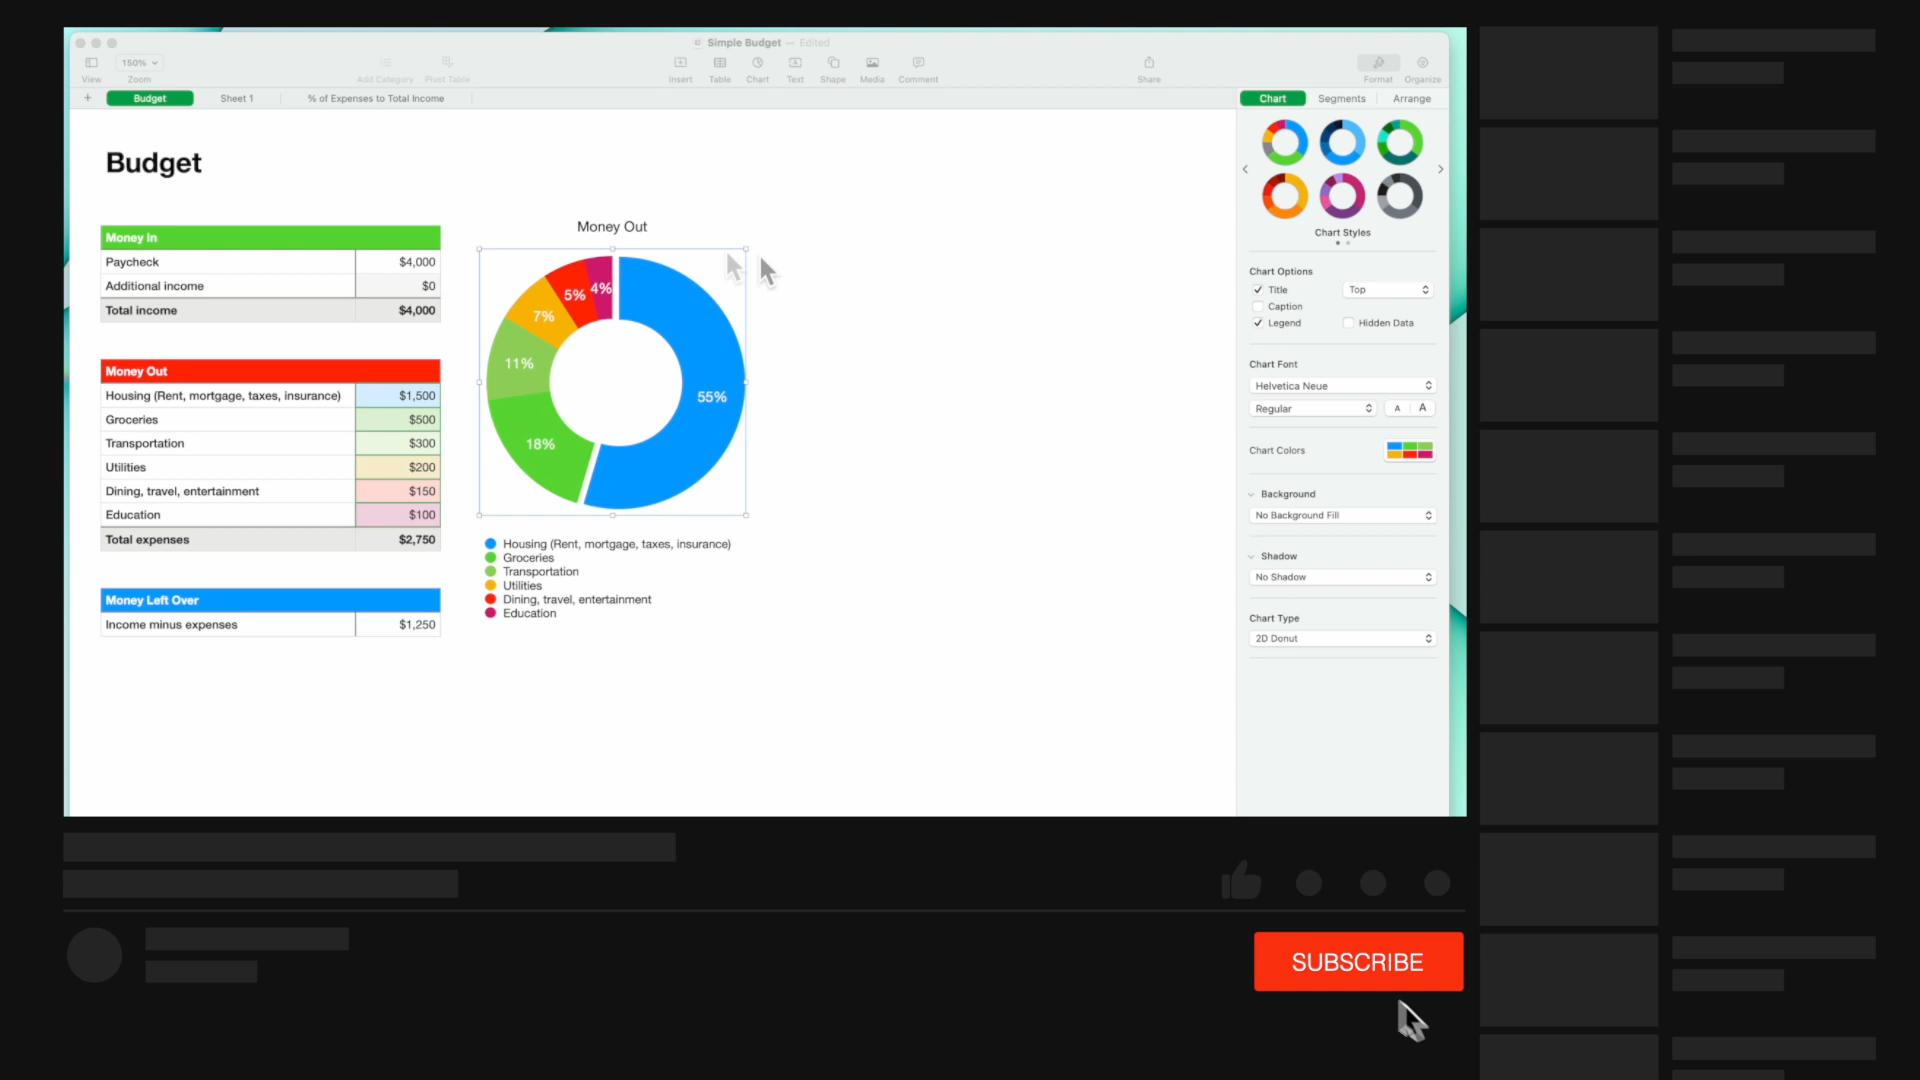 Simple Budget — Edited
150%
View
Zoom
Add Category
Pivot Table
Insert
Table
Chart
Text
Shape
Media
Comment
Share
Format
Organize
Budget
Sheet 1
% of Expenses to Total Income
Chart
Segments
Arrange
Budget
Money In
Paycheck $4,000
Additional income $0
Total income $4,000
Money Out
Housing (Rent, mortgage, taxes, insurance) $1,500
Groceries $500
Transportation $300
Utilities $200
Dining, travel, entertainment $150
Education $100
Total expenses $2,750
Money Left Over
Income minus expenses $1,250
Money Out
4%
5%
7%
11%
55%
18%
Housing (Rent, mortgage, taxes, insurance)
Groceries
Transportation
Utilities
Dining, travel, entertainment
Education
Chart Styles
Chart Options
Title Top
Caption
Legend Hidden Data
Chart Font
Helvetica Neue
Regular A A
Chart Colors
Background
No Background Fill
Shadow
No Shadow
Chart Type
2D Donut
SUBSCRIBE